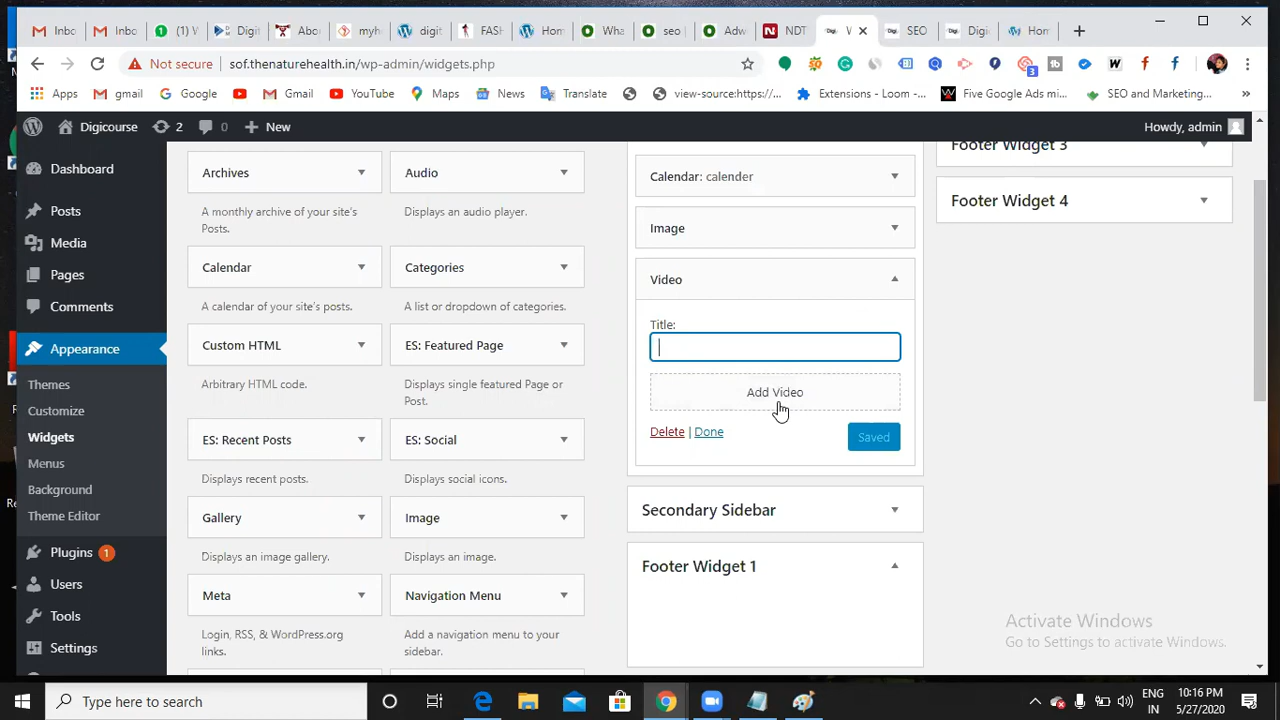 Inbo
Inbo
(1) V
Digit
Abo
myh
digit
FASH
Hom
Wha
seo |
Adw
NDT
V
SEO
Digi
Hom
Not secure
sof.thenaturehealth.in/wp-admin/widgets.php
3
Apps
gmail
Google
YouTube
Gmail
Maps
News
Translate
view-source:https://...
Extensions - Loom -...
Five Google Ads mi...
SEO and Marketing...
»
Digicourse
2
0
New
Howdy, admin
Dashboard
Posts
Media
Pages
Comments
Appearance
Themes
Customize
Widgets
Menus
Background
Theme Editor
Plugins 1
Users
Tools
Settings
Archives
A monthly archive of your site's
Posts.
Audio
Displays an audio player.
Calendar
A calendar of your site's posts.
Categories
A list or dropdown of categories.
Custom HTML
Arbitrary HTML code.
ES: Featured Page
Displays single featured Page or
Post.
ES: Recent Posts
Displays recent posts.
ES: Social
Displays social icons.
Gallery
Displays an image gallery.
Image
Displays an image.
Meta
Login, RSS, & WordPress.org
links.
Navigation Menu
Add a navigation menu to your
sidebar.
Calendar: calender
Image
Video
Title:
Add Video
Delete | Done
Saved
Secondary Sidebar
Footer Widget 1
Footer Widget 3
Footer Widget 4
Activate Windows
Go to Settings to activate Windows.
Type here to search
ENG
IN
10:16 PM
5/27/2020